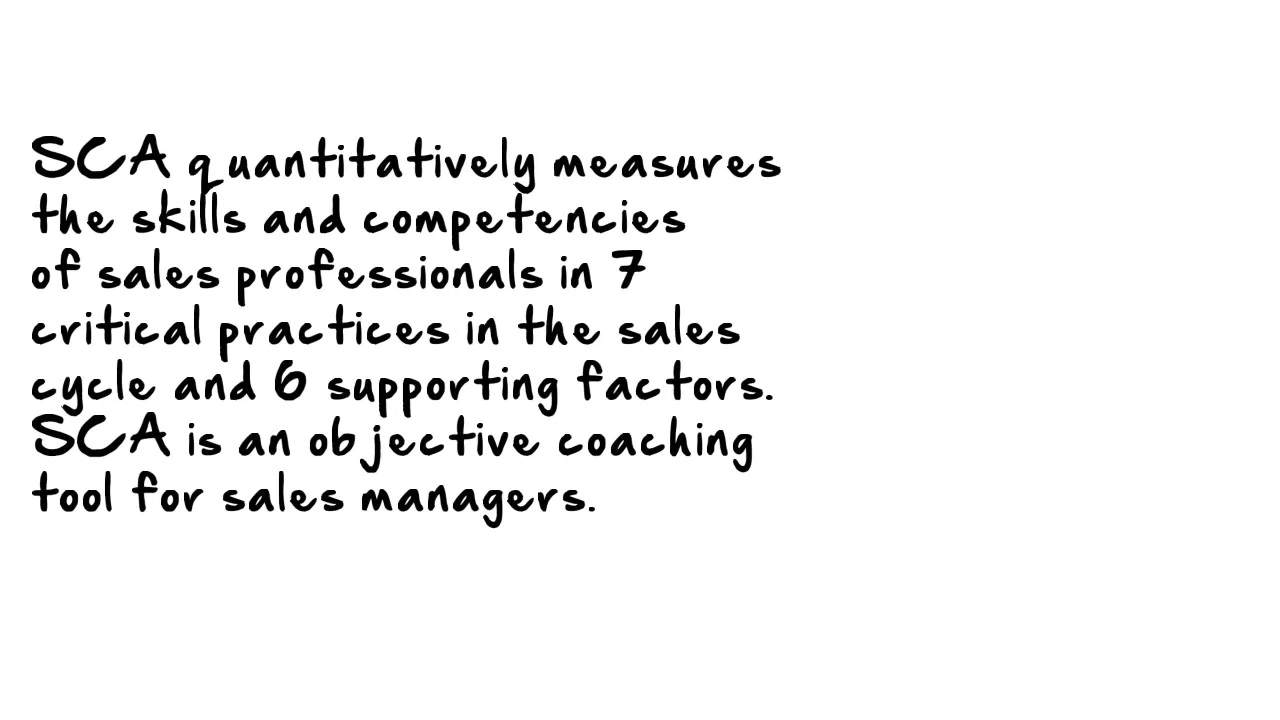 SCA quantitatively measures
the skills and competencies
of sales professionals in 7
critical practices in the sales
cycle and 6 supporting factors.
SCA is an objective coaching
tool for sales managers.